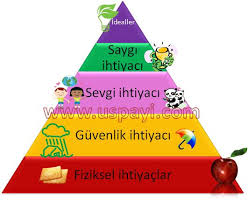 İdealler
Saygı
ihtiyacı
Sevgi ihtiyacı
www.uspayi.com
Güvenlik ihtiyacı
Fiziksel ihtiyaçlar